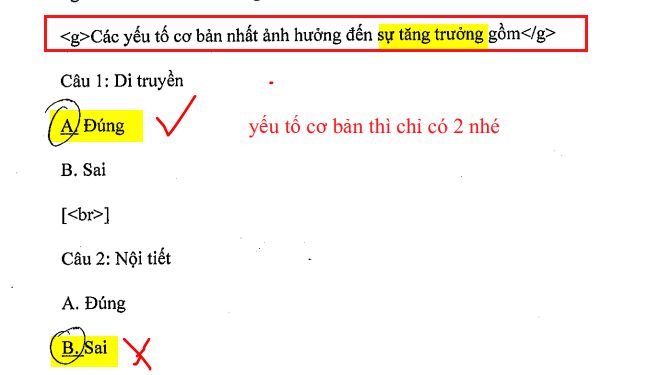 <g>Các yếu tố cơ bản nhất ảnh hưởng đến sự tăng trưởng gồm</g>
Câu 1: Di truyền
A. Đúng
yếu tố cơ bản thì chỉ có 2 nhé
B. Sai
[<br>]
Câu 2: Nội tiết
A. Đúng
B. Sai